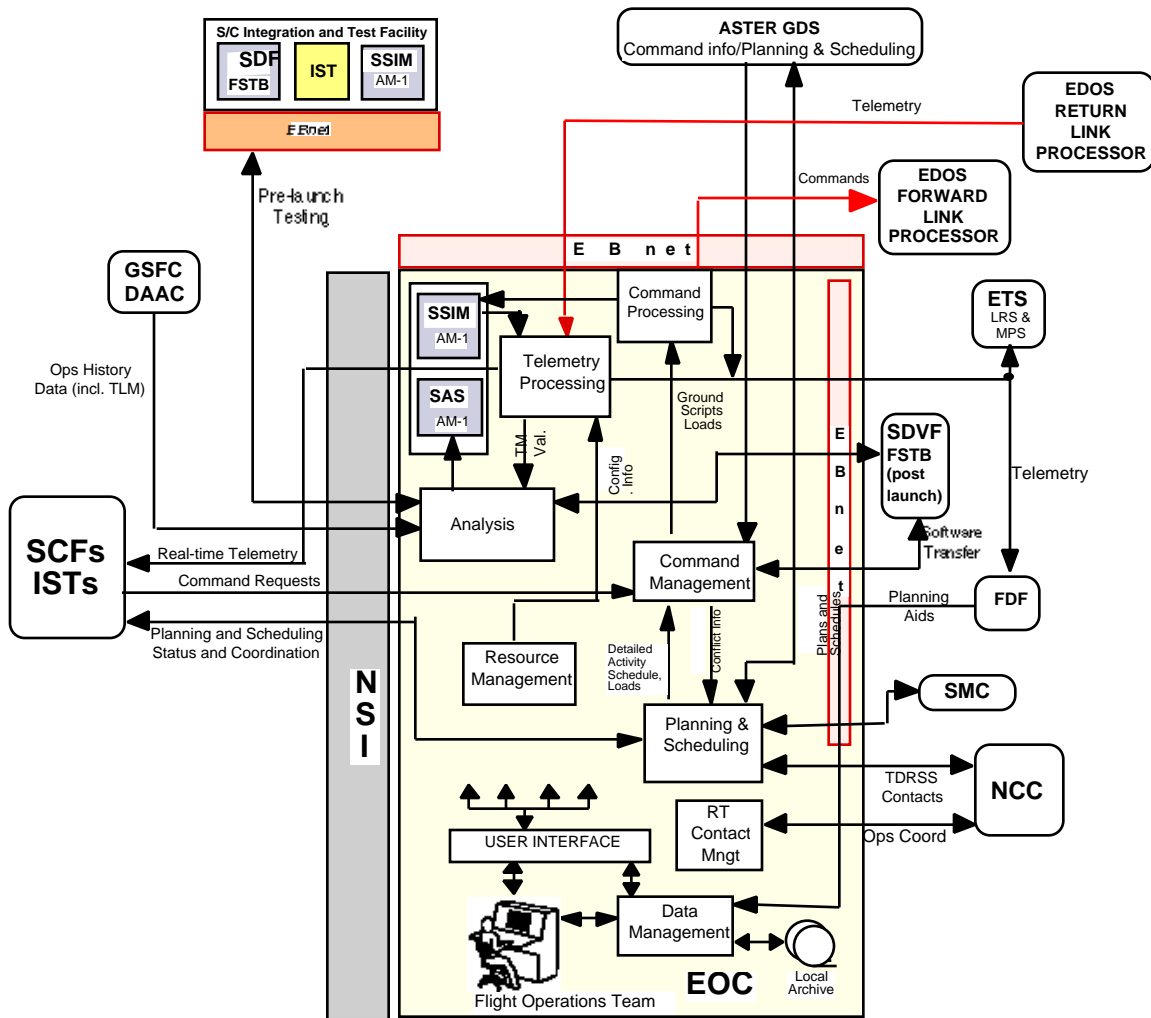 S/C Integration and Test Facility
SDF
FSTB
IST
SSIM
AM-1
EBnet
ASTER GDS
Command info/Planning & Scheduling
Telemetry
EDOS
RETURN
LINK
PROCESSOR
Commands
EDOS
FORWARD
LINK
PROCESSOR
Pre-launch
Testing
E B n e t
GSFC
DAAC
SSIM
AM-1
Command
Processing
ETS
LRS &
MPS
Telemetry
Processing
Ops History
Data (incl. TLM)
SAS
AM-1
Ground
Scripts
Loads
TM
Val.
Config
. Info
E B n e t
SDVF
FSTB
(post
launch)
Telemetry
Analysis
SCFs
ISTs
Real-time Telemetry
Command Requests
Command
Management
Software
Transfer
Planning
Aids
FDF
Planning and Scheduling
Status and Coordination
Resource
Management
Detailed
Activity
Schedule,
Loads
Conflict Info
Plans and
Schedules
NSI
Planning &
Scheduling
SMC
TDRSS
Contacts
NCC
RT
Contact
Mngt
Ops Coord
USER INTERFACE
Data
Management
EOC
Local
Archive
Flight Operations Team